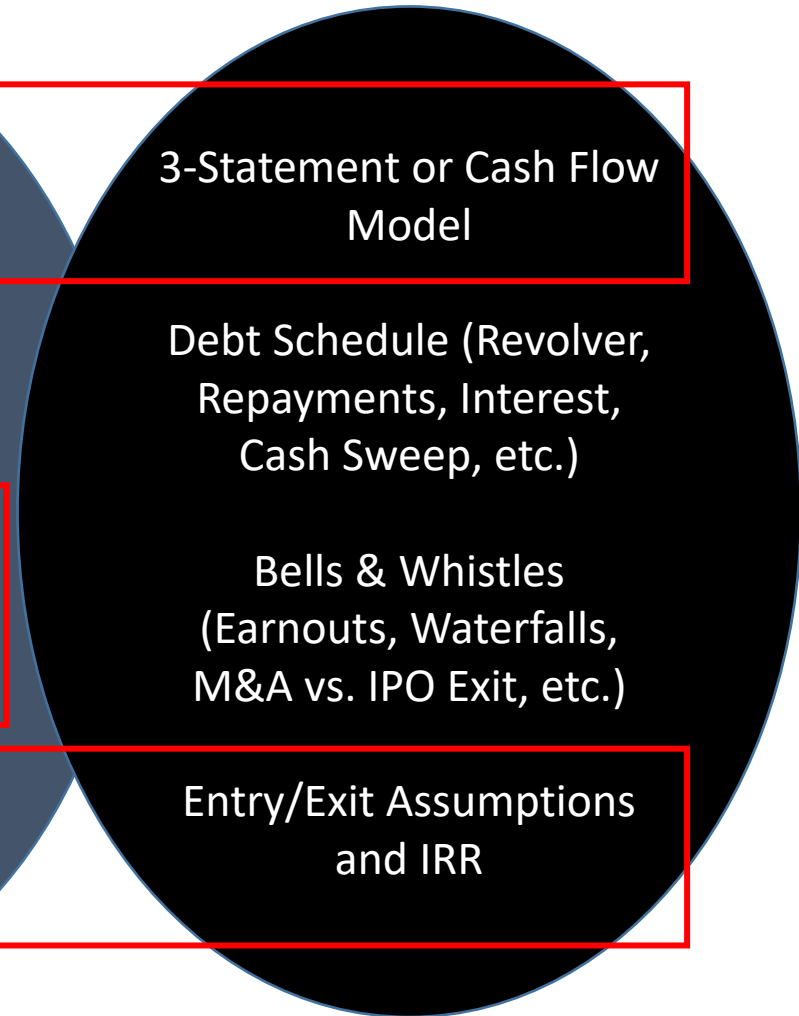 3-Statement or Cash Flow
Model
Debt Schedule (Revolver,
Repayments, Interest,
Cash Sweep, etc.)
Bells & Whistles
(Earnouts, Waterfalls,
M&A vs. IPO Exit, etc.)
Entry/Exit Assumptions
and IRR